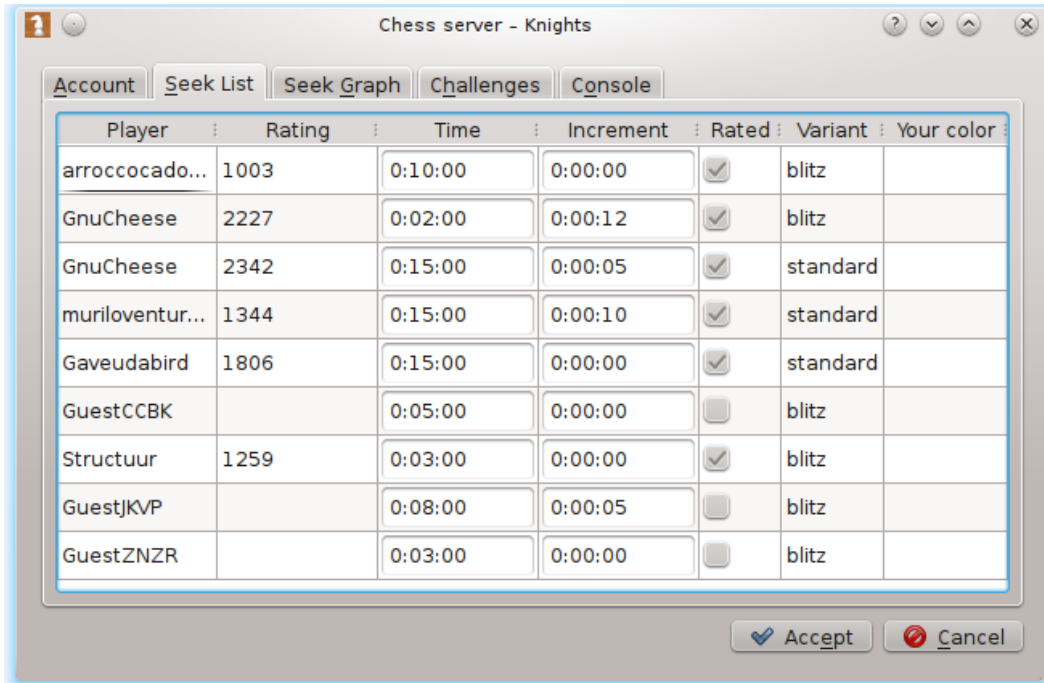 Chess server – Knights
Account Seek List Seek Graph Challenges Console
Player Rating Time Increment Rated Variant Your color
arroccocado... 1003 0:10:00 0:00:00 blitz
GnuCheese 2227 0:02:00 0:00:12 blitz
GnuCheese 2342 0:15:00 0:00:05 standard
muriloventur... 1344 0:15:00 0:00:10 standard
Gaveudabird 1806 0:15:00 0:00:00 standard
GuestCCBK 0:05:00 0:00:00 blitz
Structuur 1259 0:03:00 0:00:00 blitz
GuestJKVP 0:08:00 0:00:05 blitz
GuestZNZR 0:03:00 0:00:00 blitz
Accept Cancel